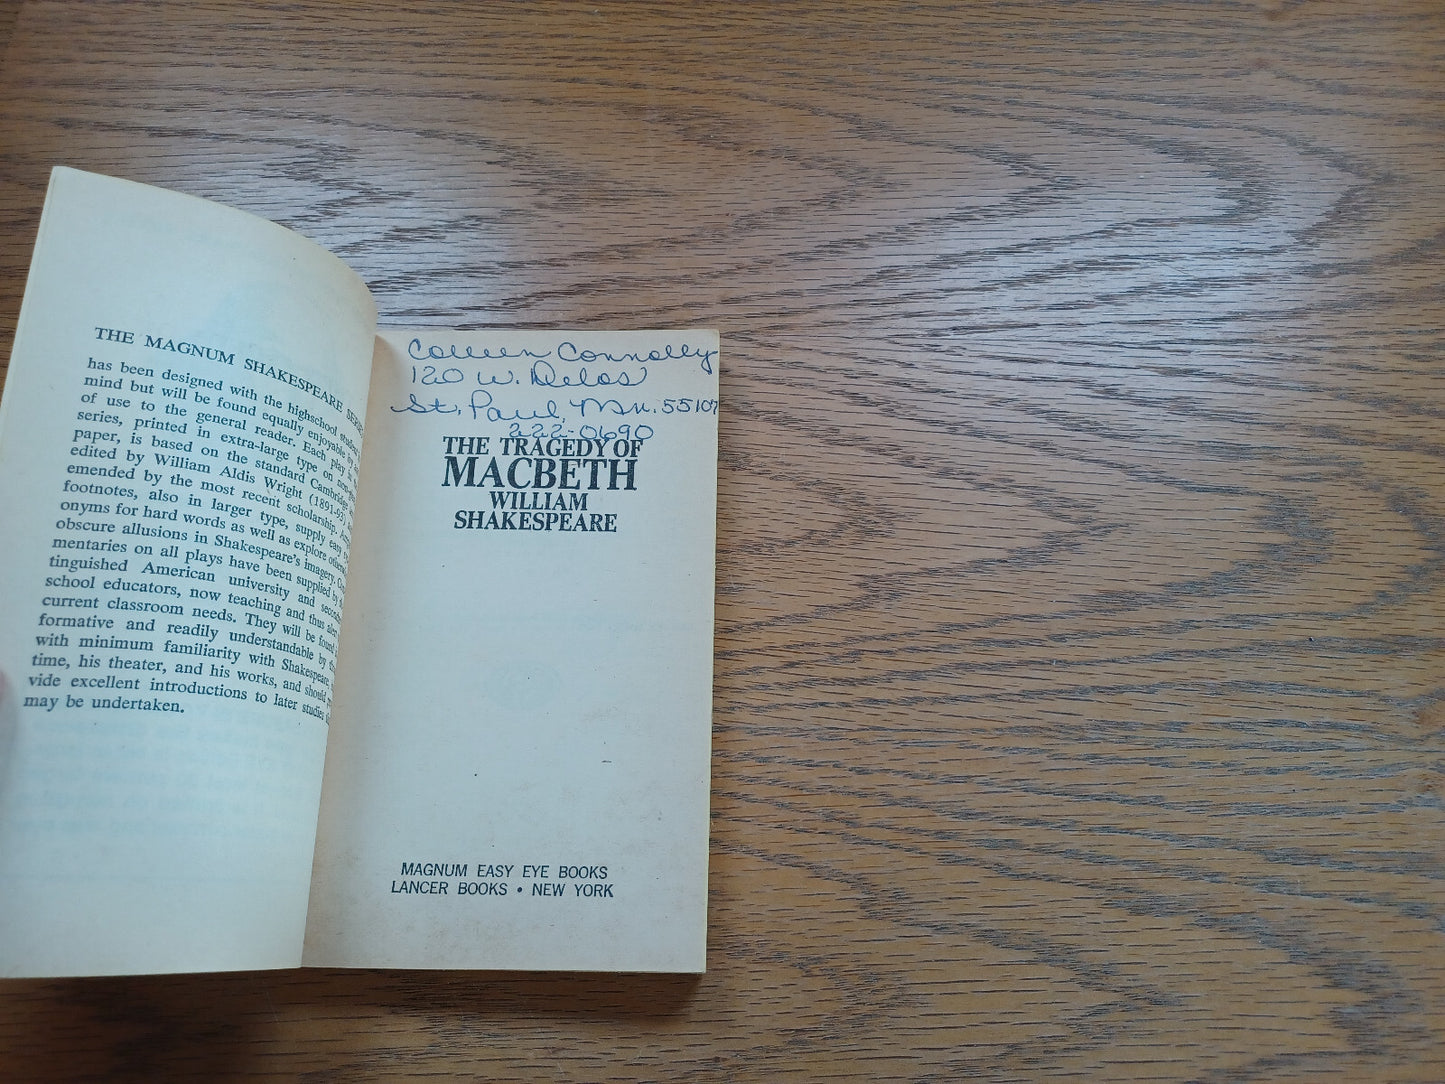 THE MAGNUM SHAKESPEARE
has been designed with the highschool student
mind but will be found equally enjoyable
of use to the general reader. Each play
series, printed in extra-large type on
paper, is based on the standard Cambridge
edited by William Aldis Wright (1891-93)
emended by the most recent scholarship.
footnotes, also in larger type, supply easy
onyms for hard words as well as explore
obscure allusions in Shakespeare's imagery.
mentaries on all plays have been supplied by
tinguished American university and
school educators, now teaching and thus
current classroom needs. They will be found
formative and readily understandable by
with minimum familiarity with Shakespeare,
time, his theater, and his works, and should
vide excellent introductions to later studies
may be undertaken.
Colleen Connolly
120 W. Delos
St. Paul, Mn. 55107
222-0690
THE TRAGEDY OF
MACBETH
WILLIAM
SHAKESPEARE
MAGNUM EASY EYE BOOKS
LANCER BOOKS • NEW YORK